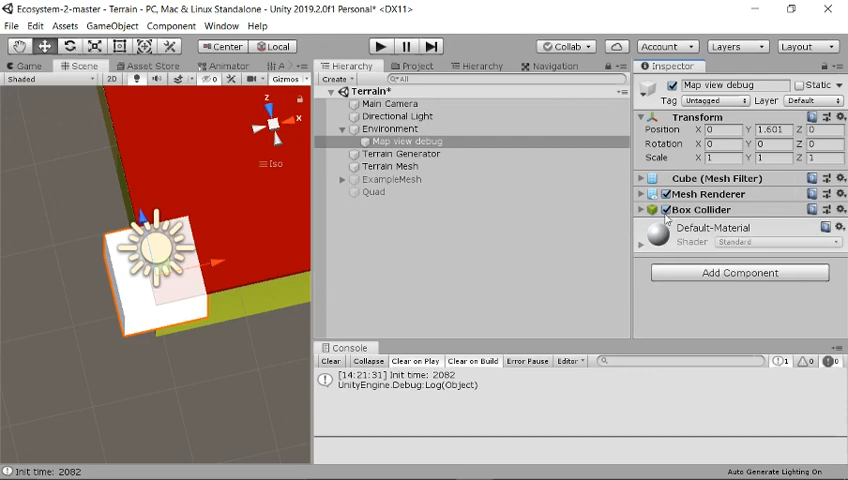 Ecosystem-2-master - Terrain - PC, Mac & Linux Standalone - Unity 2019.2.0f1 Personal* <DX11>
File Edit Assets GameObject Component Window Help
Center Local Collab Account Layers Layout
Game Scene Asset Store Animator A Hierarchy Project Hierarchy Navigation Inspector
Shaded 2D 0 Gizmos Create All
Map view debug Static
Tag Untagged Layer Default
Terrain*
Main Camera
Directional Light
Environment
Map view debug
Terrain Generator
Terrain Mesh
ExampleMesh
Quad
z
x
Iso
Transform
Position X 0 Y 1.601 Z 0
Rotation X 0 Y 0 Z 0
Scale X 1 Y 1 Z 1
Cube (Mesh Filter)
Mesh Renderer
Box Collider
Default-Material
Shader Standard
Add Component
Console
Clear Collapse Clear on Play Clear on Build Error Pause Editor 1 0 0
[14:21:31] Init time: 2082
UnityEngine.Debug:Log(Object)
Init time: 2082
Auto Generate Lighting On